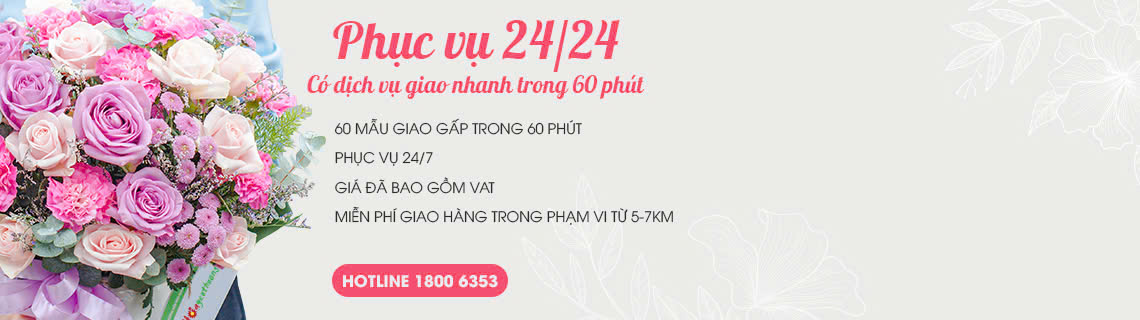 Phục vụ 24/24
Có dịch vụ giao nhanh trong 60 phút
60 MẪU GIAO GẤP TRONG 60 PHÚT
PHỤC VỤ 24/7
GIÁ ĐÃ BAO GỒM VAT
MIỄN PHÍ GIAO HÀNG TRONG PHẠM VI TỪ 5-7KM
HOTLINE 1800 6353